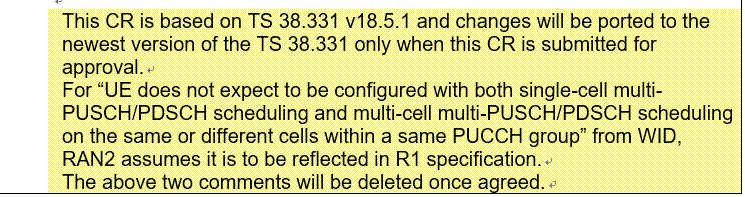 This CR is based on TS 38.331 v18.5.1 and changes will be ported to the
newest version of the TS 38.331 only when this CR is submitted for
approval.
For “UE does not expect to be configured with both single-cell multi-
PUSCH/PDSCH scheduling and multi-cell multi-PUSCH/PDSCH scheduling
on the same or different cells within a same PUCCH group” from WID,
RAN2 assumes it is to be reflected in R1 specification.
The above two comments will be deleted once agreed.